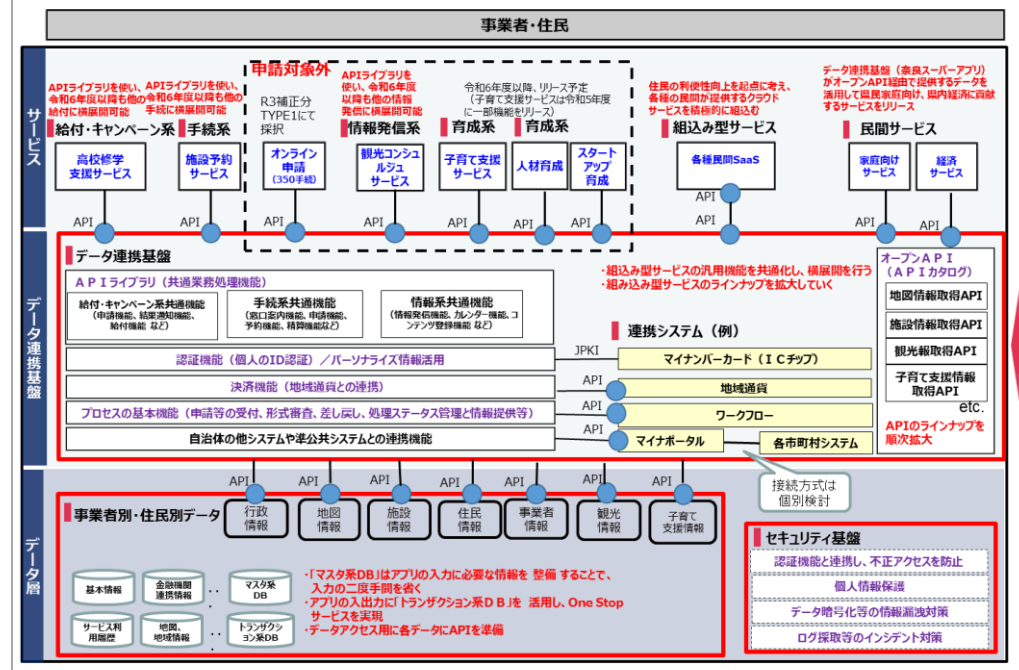 事業者・住民
サービス
申請対象外
APIライブラリを使い、
令和6年度以降も他の
給付に横展開可能
APIライブラリを使い、
令和6年度以降も他の
手続に横展開可能
R3補正分
TYPE1にて
採択
APIライブラリを
使い、令和6年度
以降も他の情報
発信に横展開可能
令和6年度以降、リリース予定
（子育て支援サービスは令和5年度
に一部機能をリリース）
住民の利便性向上を起点に考え、
各種の民間が提供するクラウド
サービスを積極的に組込む
データ連携基盤（奈良スーパーアプリ）
がオープンAPI経由で提供するデータを
活用して県民家庭向け、県内経済に貢献
するサービスをリリース
給付・キャンペーン系
手続系
情報発信系
育成系
育成系
組込み型サービス
民間サービス
高校修学
支援サービス
施設予約
サービス
オンライン
申請
（350手続）
観光コンシュ
ルジュ
サービス
子育て支援
サービス
人材育成
スタート
アップ
育成
各種民間SaaS
家庭向け
サービス
経済
サービス
API
API
API
API
API
API
API
API
API
API
API
データ連携基盤
データ連携基盤
APIライブラリ（共通業務処理機能）
給付・キャンペーン系共通機能
（申請機能、結果通知機能、
給付機能 など）
手続系共通機能
（窓口案内機能、申請機能、
予約機能、精算機能など）
情報系共通機能
（情報発信機能、カレンダー機能、コ
ンテンツ登録機能 など）
・組込み型サービスの汎用機能を共通化し、横展開を行う
・組み込み型サービスのラインナップを拡大していく
連携システム（例）
認証機能（個人のID認証）／パーソナライズ情報活用
JPKI
マイナンバーカード（ＩＣチップ）
決済機能（地域通貨との連携）
API
地域通貨
プロセスの基本機能（申請等の受付、形式審査、差し戻し、処理ステータス管理と情報提供等）
API
ワークフロー
自治体の他システムや準公共システムとの連携機能
API
マイナポータル
各市町村システム
接続方式は
個別検討
オープンＡＰＩ
（ＡＰＩカタログ）
地図情報取得API
施設情報取得API
観光報取得API
子育て支援情報
取得API
etc.
APIのラインナップを
順次拡大
データ層
API
API
API
API
API
API
API
事業者別・住民別データ
行政
情報
地図
情報
施設
情報
住民
情報
事業者
情報
観光
情報
子育て
支援情報
基本情報
金融機関
連携情報
・・
マスタ系
DB
サービス利
用履歴
地図、
地域情報
・・
トランザクシ
ョン系DB
・「マスタ系DB」はアプリの入力に必要な情報を 整備 することで、
入力の二度手間を省く
・アプリの入出力に「トランザクション系ＤＢ」を 活用し、One Stop
サービスを実現
・データアクセス用に各データにAPIを準備
セキュリティ基盤
認証機能と連携し、不正アクセスを防止
個人情報保護
データ暗号化等の情報漏洩対策
ログ採取等のインシデント対策